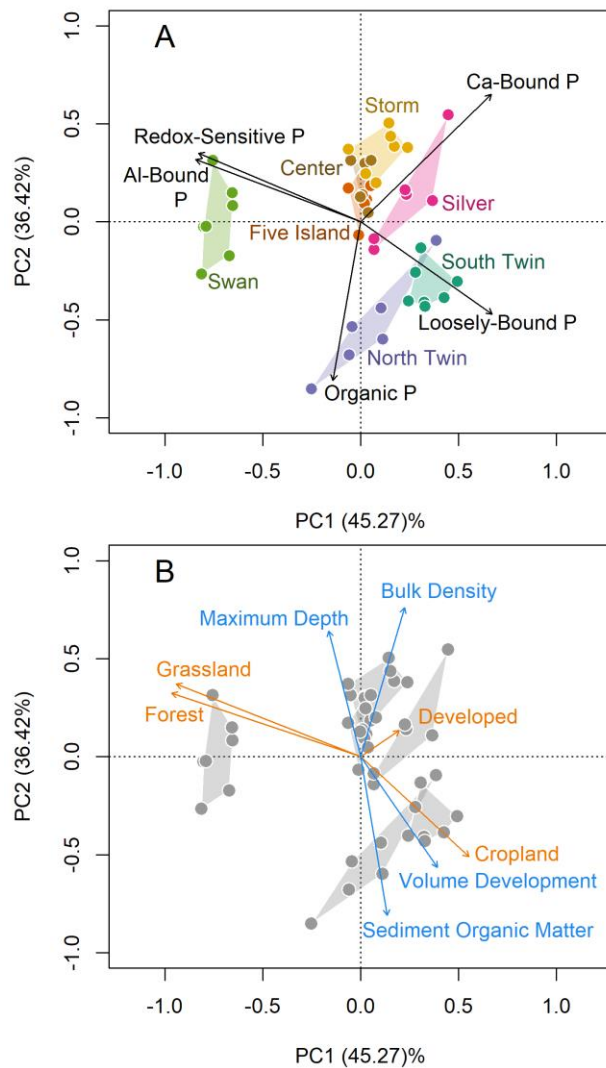 A
Ca-Bound P
Storm
Redox-Sensitive P
Center
Al-Bound
P
Silver
Five Island
South Twin
Swan
Loosely-Bound P
North Twin
Organic P
PC2 (36.42%)
1.0
0.5
0.0
-0.5
-1.0
-1.0 -0.5 0.0 0.5 1.0
PC1 (45.27)%
B
Bulk Density
Maximum Depth
Grassland
Forest
Developed
Cropland
Volume Development
Sediment Organic Matter
PC2 (36.42%)
1.0
0.5
0.0
-0.5
-1.0
-1.0 -0.5 0.0 0.5 1.0
PC1 (45.27)%